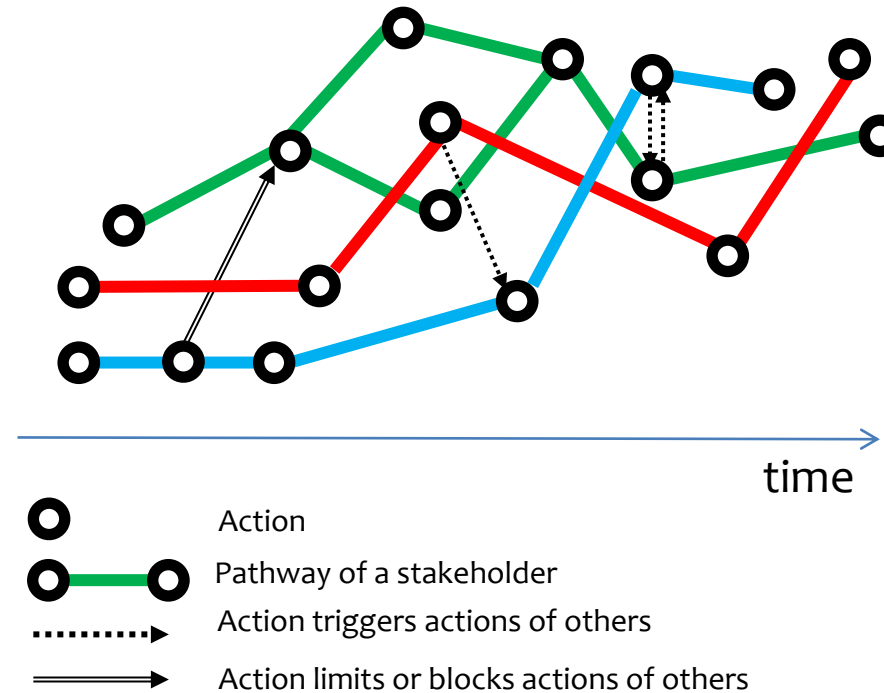 time
Action
Pathway of a stakeholder
Action triggers actions of others
Action limits or blocks actions of others